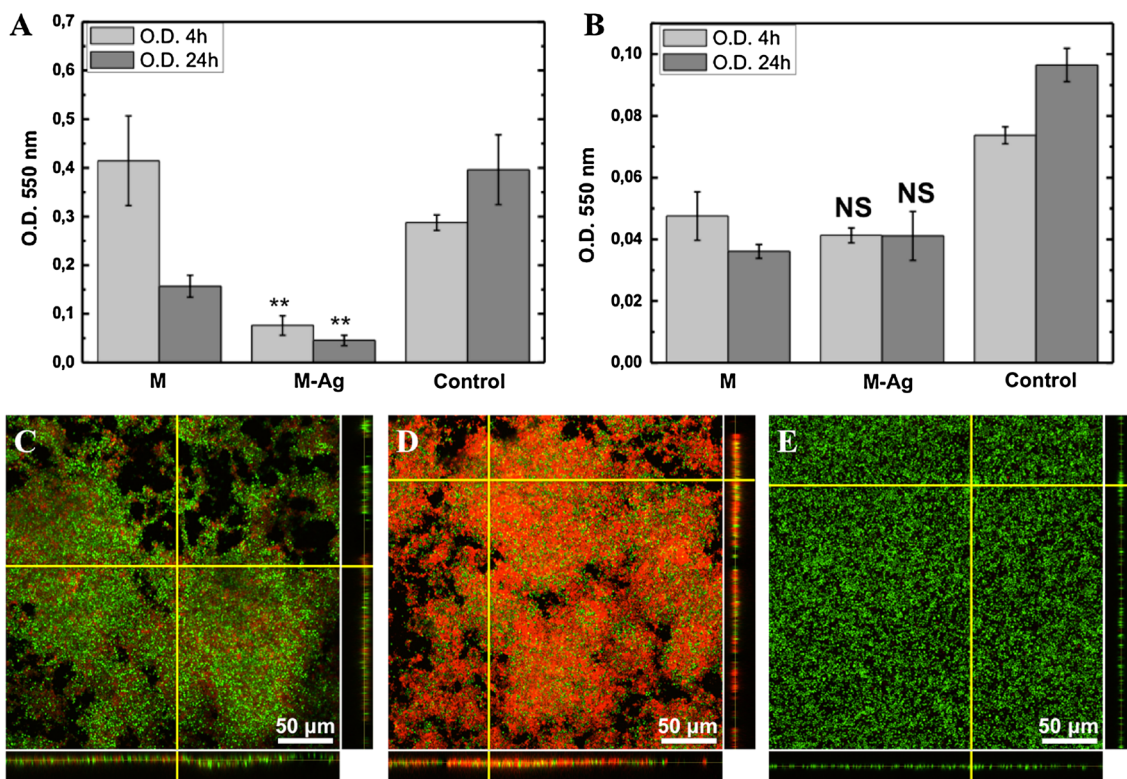 A
O.D. 4h
O.D. 24h
O.D. 550 nm
0,7
0,6
0,5
0,4
0,3
0,2
0,1
0,0
**
**
M
M-Ag
Control
B
O.D. 4h
O.D. 24h
O.D. 550 nm
0,10
0,08
0,06
0,04
0,02
0,00
NS
NS
M
M-Ag
Control
C
50 µm
D
50 µm
E
50 µm